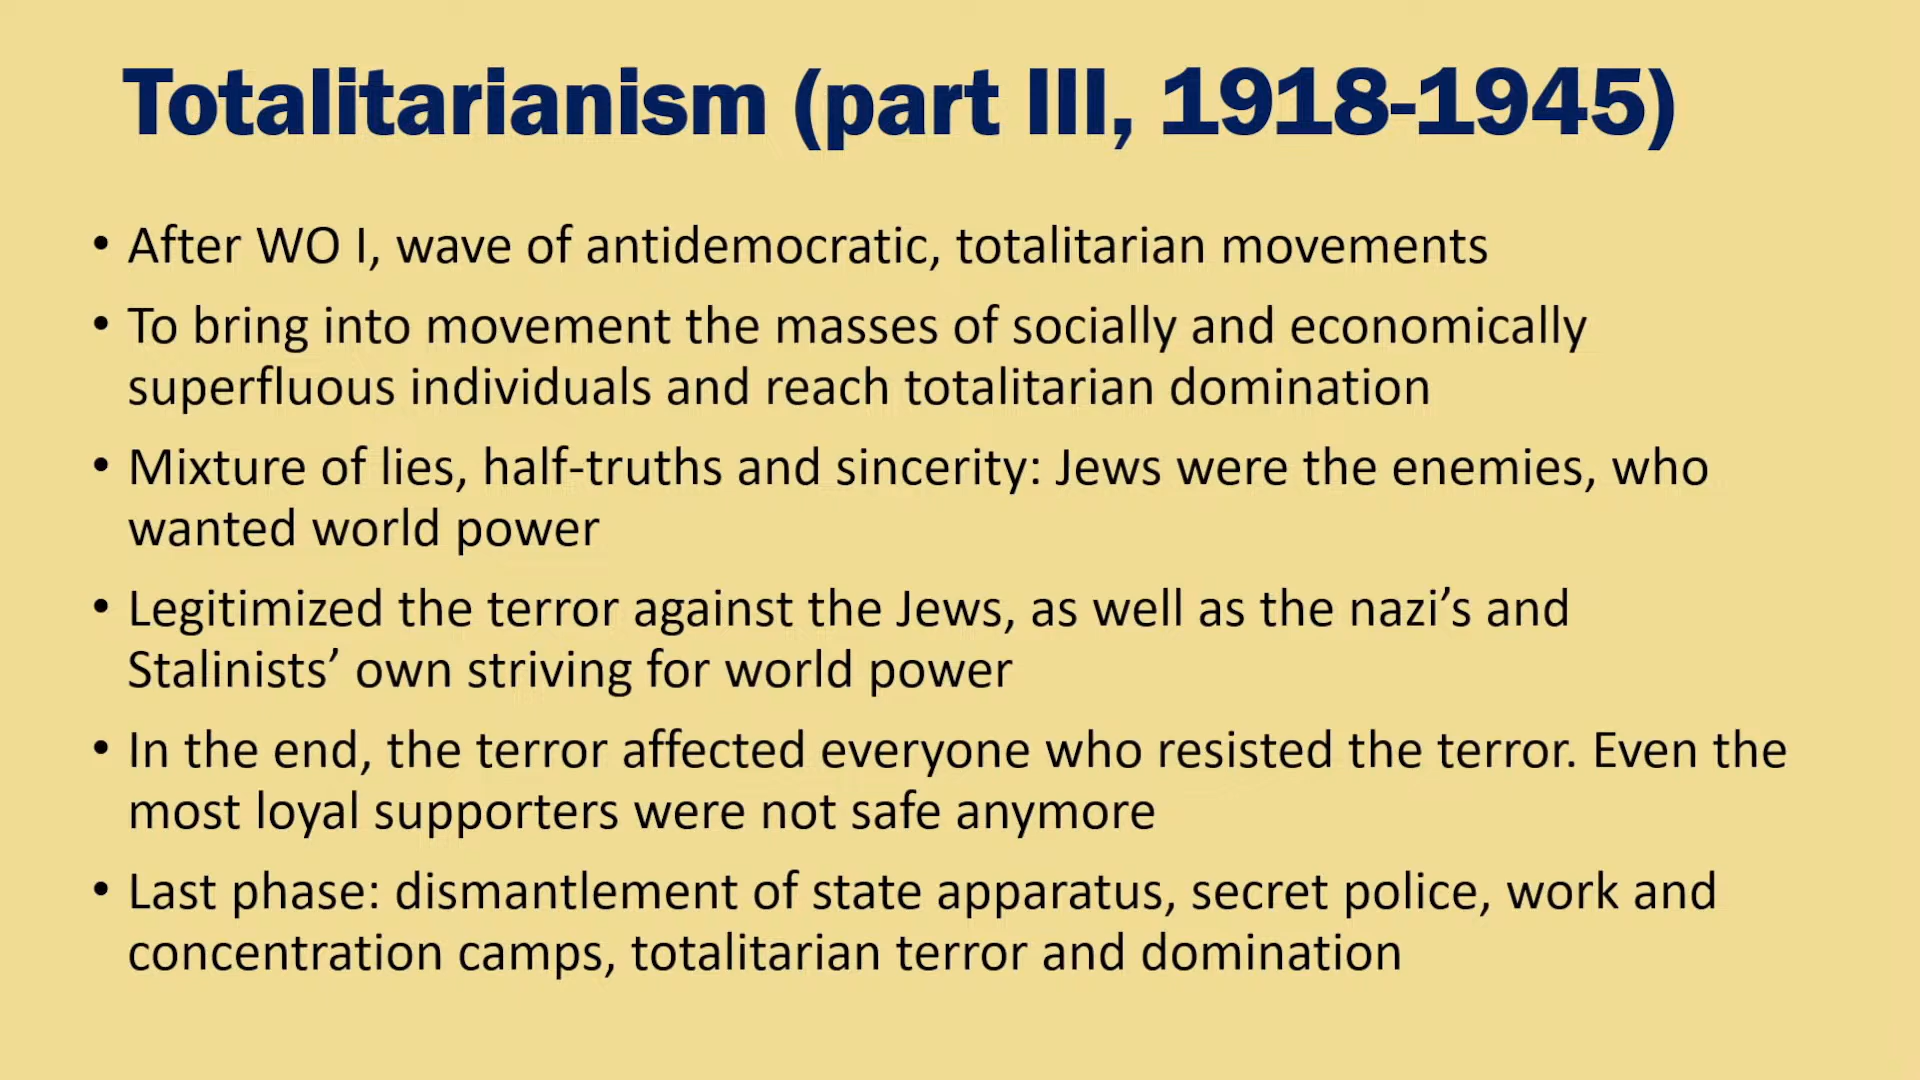 Totalitarianism (part III, 1918-1945)
• After WO I, wave of antidemocratic, totalitarian movements
• To bring into movement the masses of socially and economically
superfluous individuals and reach totalitarian domination
• Mixture of lies, half-truths and sincerity: Jews were the enemies, who
wanted world power
• Legitimized the terror against the Jews, as well as the nazi’s and
Stalinists’ own striving for world power
• In the end, the terror affected everyone who resisted the terror. Even the
most loyal supporters were not safe anymore
• Last phase: dismantlement of state apparatus, secret police, work and
concentration camps, totalitarian terror and domination